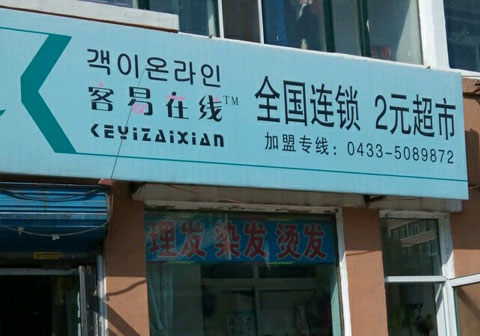 객이온라인
客易在线™
KEYIZAIXIAN
全国连锁 2元超市
加盟专线：0433-5089872
理发 染发 烫发